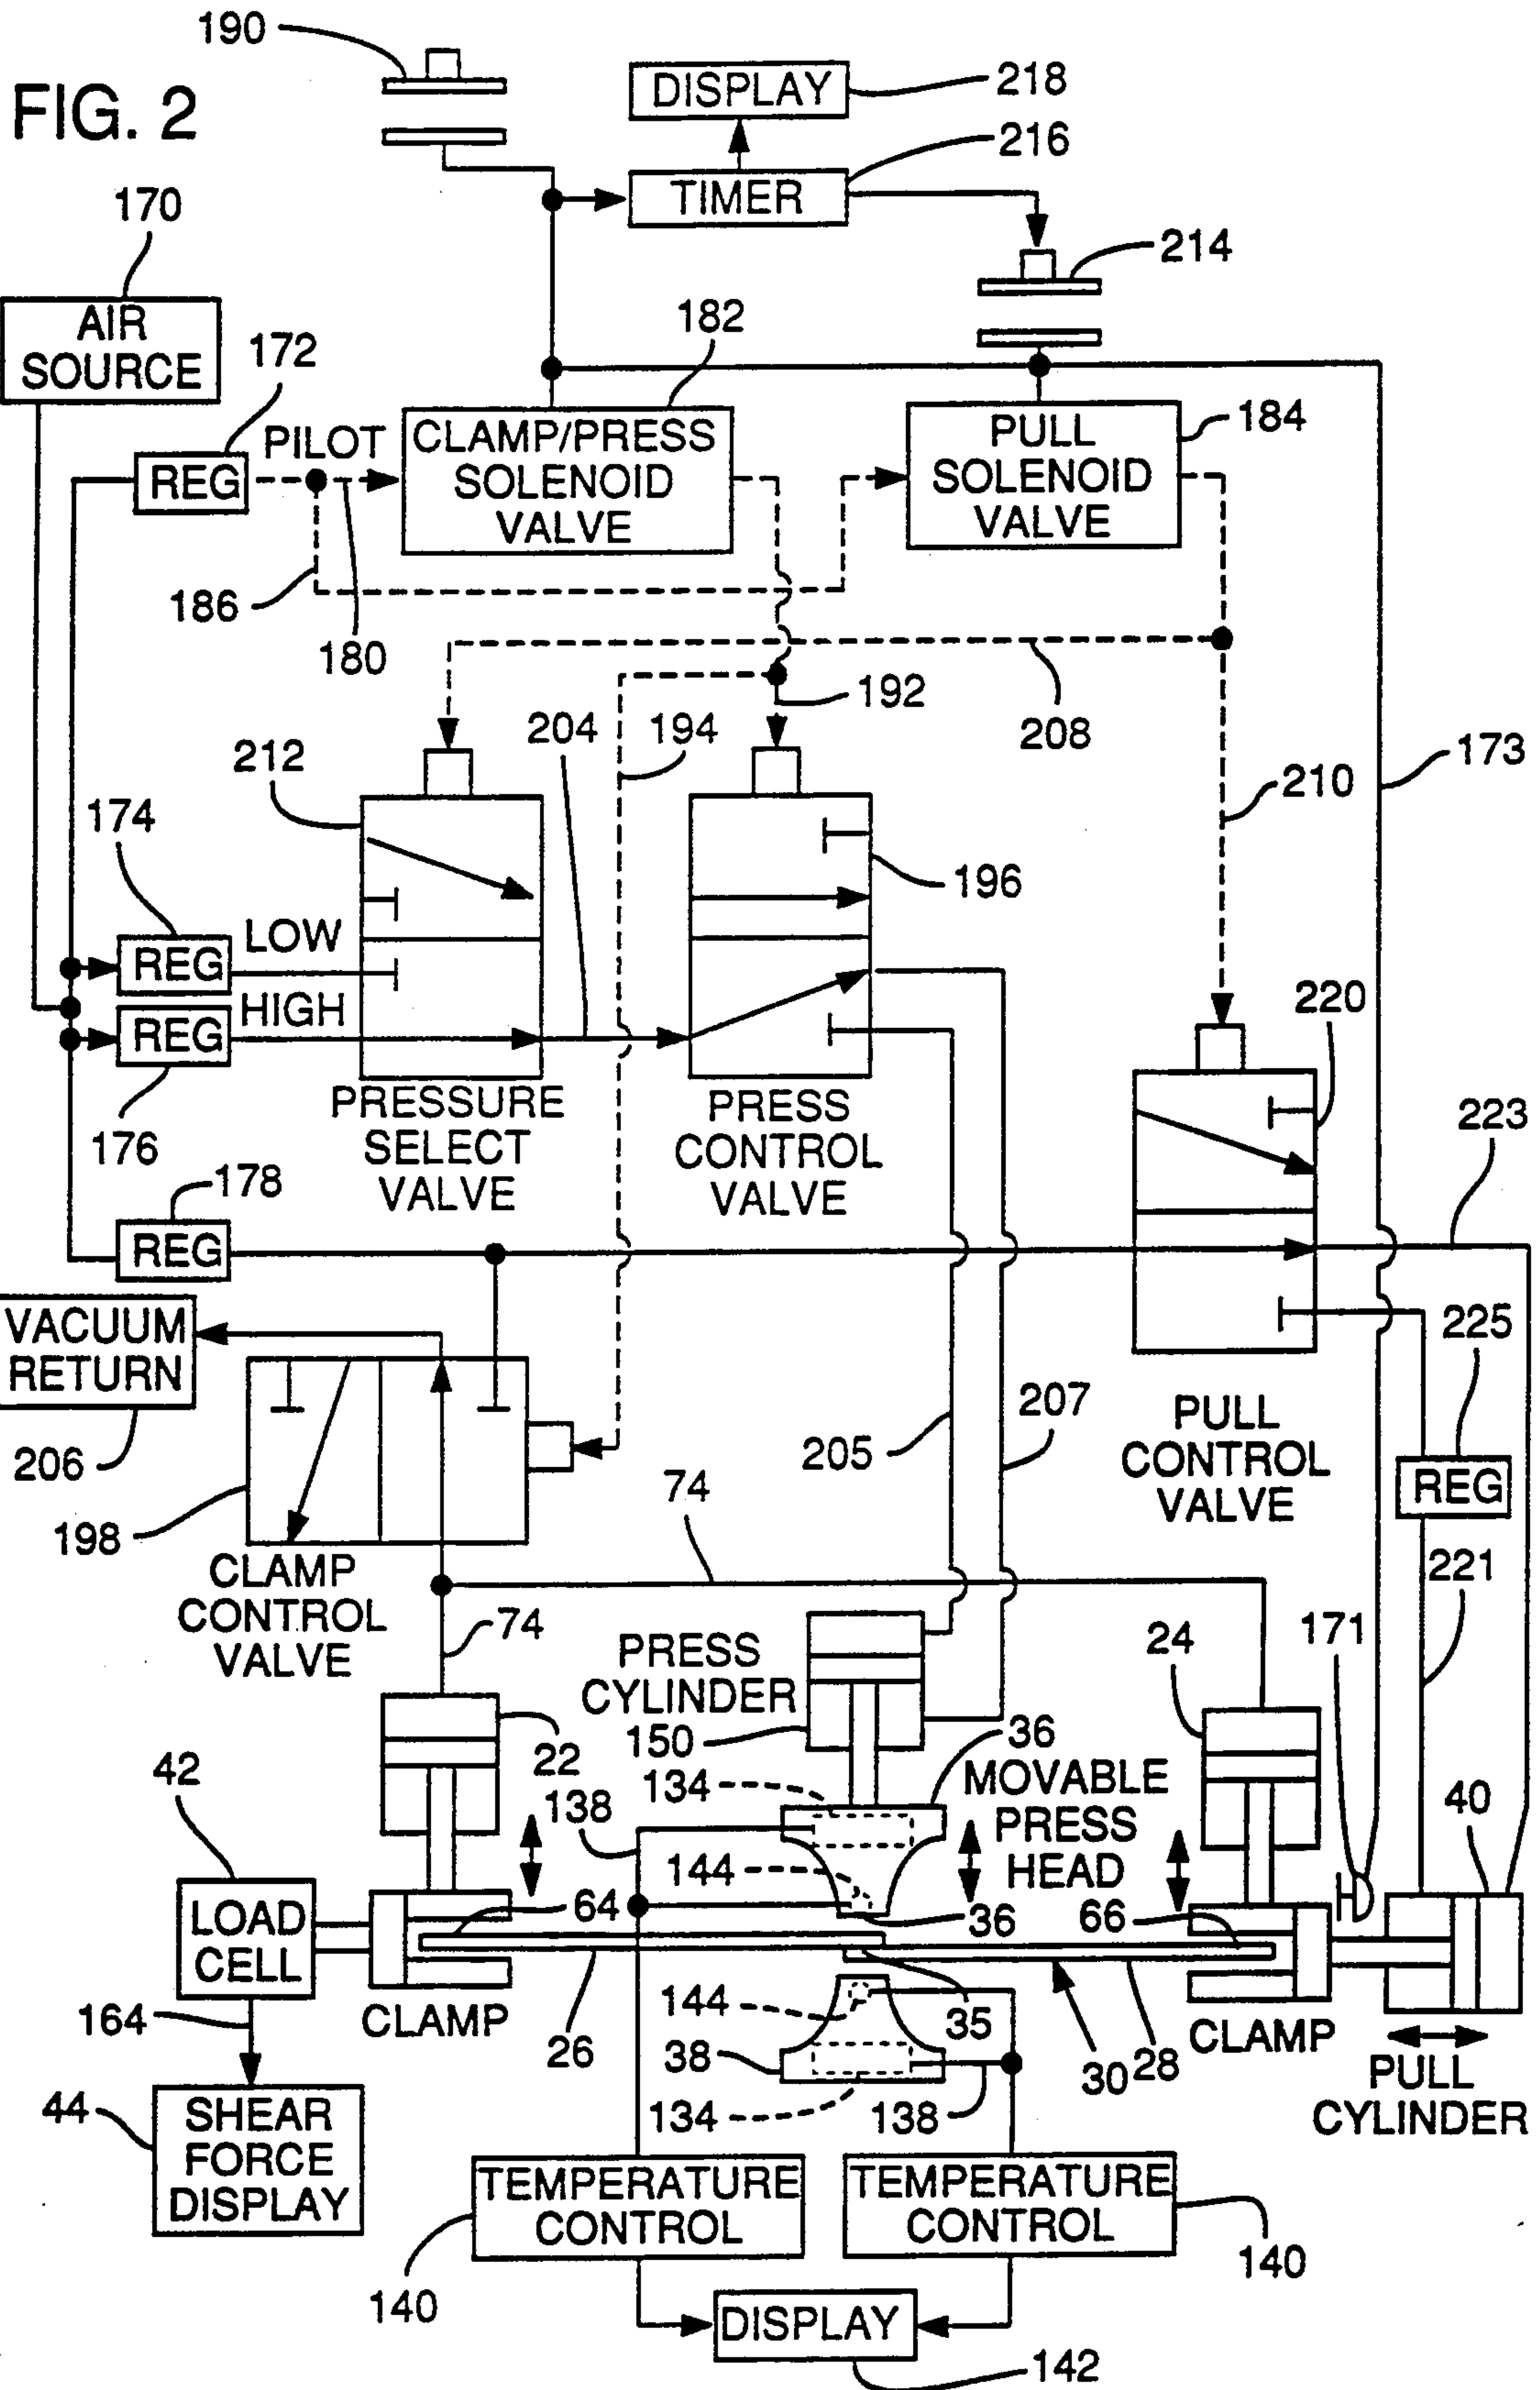 190
FIG. 2
DISPLAY
218
216
TIMER
170
214
AIR
SOURCE
172
182
184
PILOT
REG
CLAMP/PRESS
SOLENOID
VALVE
PULL
SOLENOID
VALVE
186
180
192
208
204
194
212
173
210
174
196
LOW
REG
HIGH
REG
220
176
PRESSURE
SELECT
VALVE
PRESS
CONTROL
VALVE
223
178
REG
VACUUM
RETURN
225
206
205
207
PULL
CONTROL
VALVE
REG
198
74
CLAMP
CONTROL
VALVE
74
221
PRESS
CYLINDER
150
24
171
22
36
42
134
MOVABLE
PRESS
HEAD
40
138
144
LOAD
CELL
64
36
66
164
CLAMP
26
144
35
38
30
28
CLAMP
PULL
CYLINDER
134
138
44
SHEAR
FORCE
DISPLAY
TEMPERATURE
CONTROL
TEMPERATURE
CONTROL
140
140
DISPLAY
142